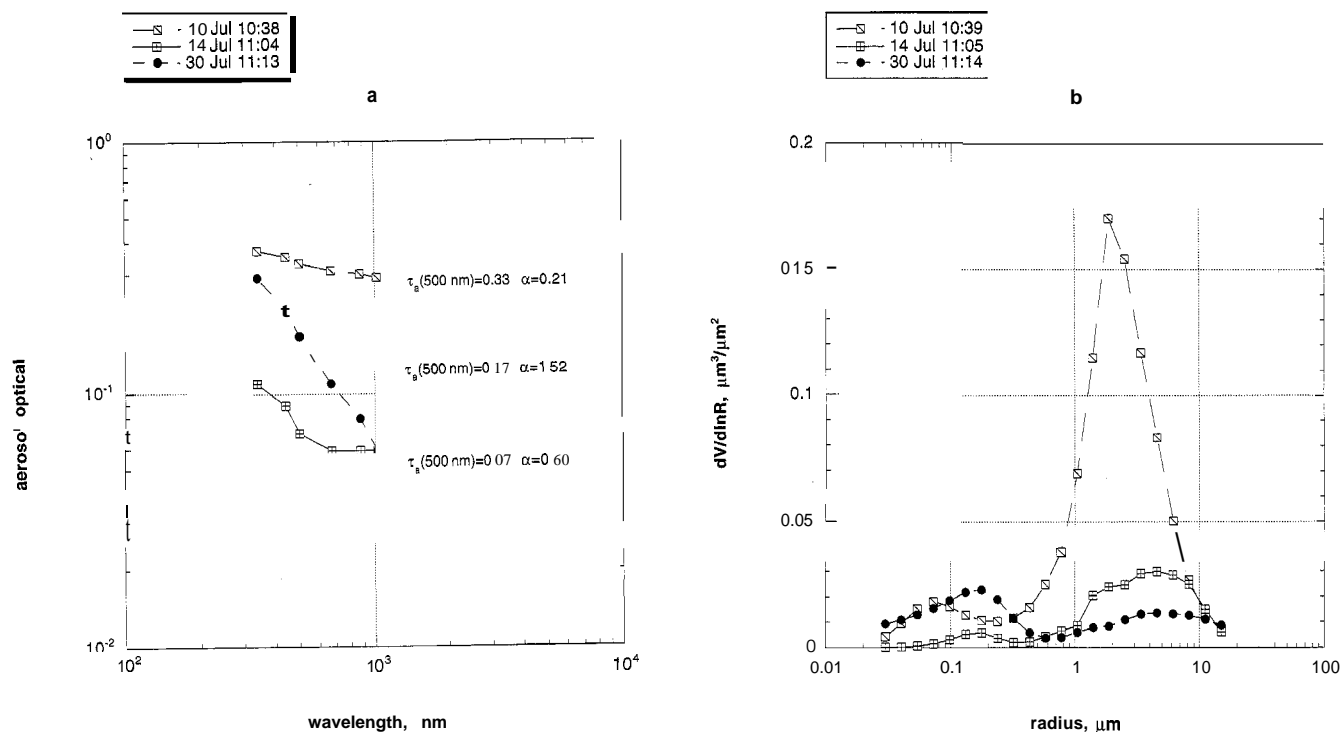 10 Jul 10:38
14 Jul 11:04
30 Jul 11:13
a
10⁰
10⁻¹
10⁻²
10² 10³ 10⁴
aerosoˡ optical
wavelength, nm
t
t
τₐ(500 nm)=0.33 α=0.21
τₐ(500 nm)=0 17 α=1 52
τₐ(500 nm)=0 07 α=0 60
10 Jul 10:39
14 Jul 11:05
30 Jul 11:14
b
0.2
0.15
0.1
0.05
0
0.01 0.1 1 10 100
dV/dlnR, μm³/μm²
radius, μm